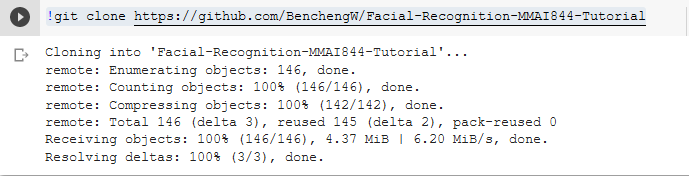 !git clone https://github.com/BenchengW/Facial-Recognition-MMAI844-Tutorial
Cloning into 'Facial-Recognition-MMAI844-Tutorial'...
remote: Enumerating objects: 146, done.
remote: Counting objects: 100% (146/146), done.
remote: Compressing objects: 100% (142/142), done.
remote: Total 146 (delta 3), reused 145 (delta 2), pack-reused 0
Receiving objects: 100% (146/146), 4.37 MiB | 6.20 MiB/s, done.
Resolving deltas: 100% (3/3), done.